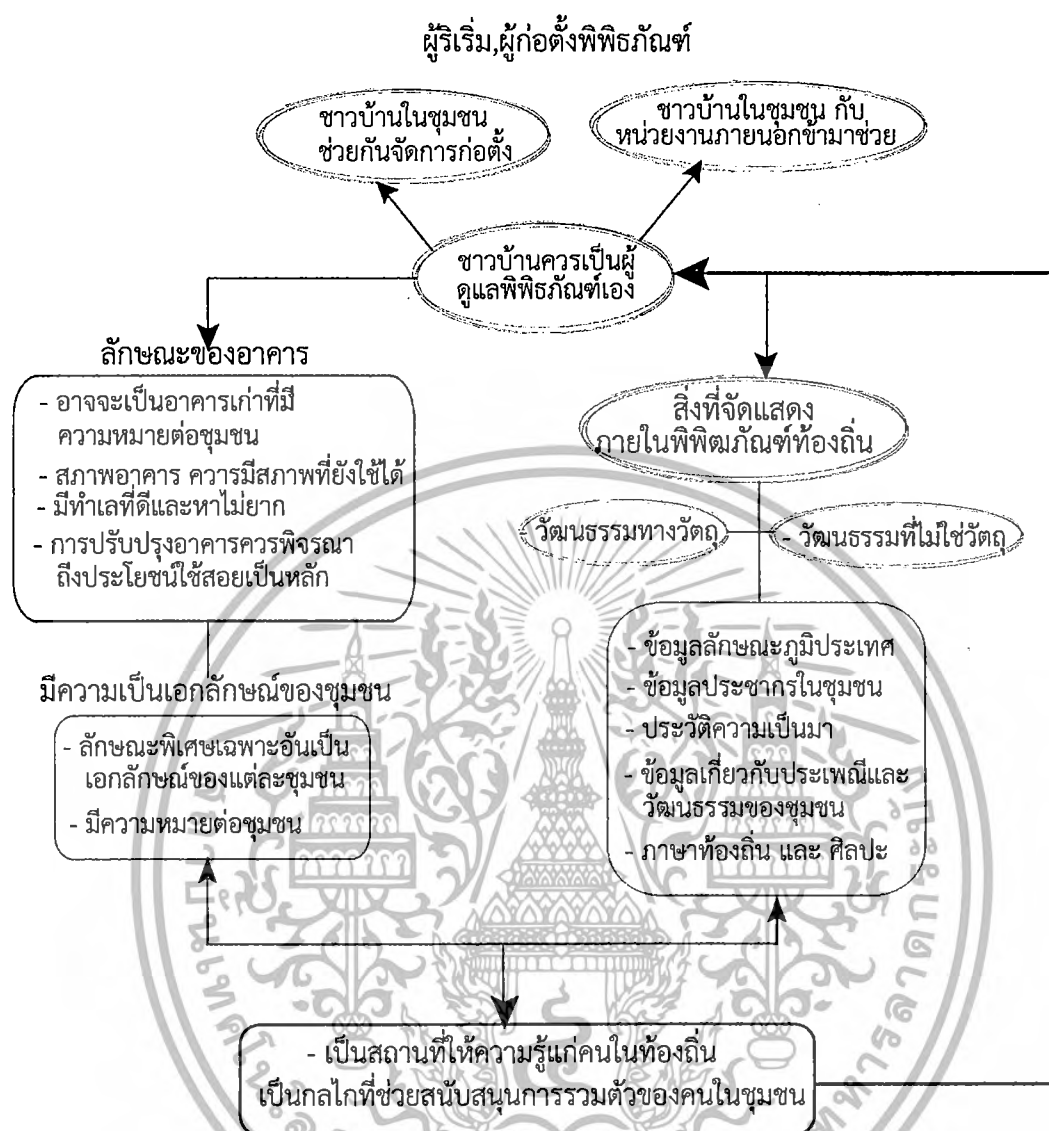 ผู้ริเริ่ม,ผู้ก่อตั้งพิพิธภัณฑ์
ชาวบ้านในชุมชน
ช่วยกันจัดการก่อตั้ง
ชาวบ้านในชุมชน กับ
หน่วยงานภายนอกข้ามาช่วย
ชาวบ้านควรเป็นผู้
ดูแลพิพิธภัณฑ์เอง
ลักษณะของอาคาร
- อาจจะเป็นอาคารเก่าที่มี
ความหมายต่อชุมชน
- สภาพอาคาร ควารมีสภาพที่ยังใช้ได้
- มีทำเลที่ดีและหาไม่ยาก
- การปรับปรุงอาคารควรพิจรณา
ถึงประโยชน์ใช้สอยเป็นหลัก
สิ่งที่จัดแสดง
ภายในพิพิฒภัณฑ์ท้องถิ่น
- วัฒนธรรมทางวัตถุ
- วัฒนธรรมที่ไม่ใช่วัตถุ
- ข้อมูลลักษณะภูมิประเทศ
- ข้อมูลประชากรในชุมชน
- ประวัติความเป็นมา
- ข้อมูลเกี่ยวกับประเพณีและ
วัฒนธรรมของชุมชน
- ภาษาท้องถิ่น และ ศิลปะ
มีความเป็นเอกลักษณ์ของชุมชน
- ลักษณะพิเศษเฉพาะอันเป็น
เอกลักษณ์ของแต่ละชุมชน
- มีความหมายต่อชุมชน
- เป็นสถานที่ให้ความรู้แก่คนในท้องถิ่น
เป็นกลไกที่ช่วยสนับสนุนการรวมตัวของคนในชุมชน